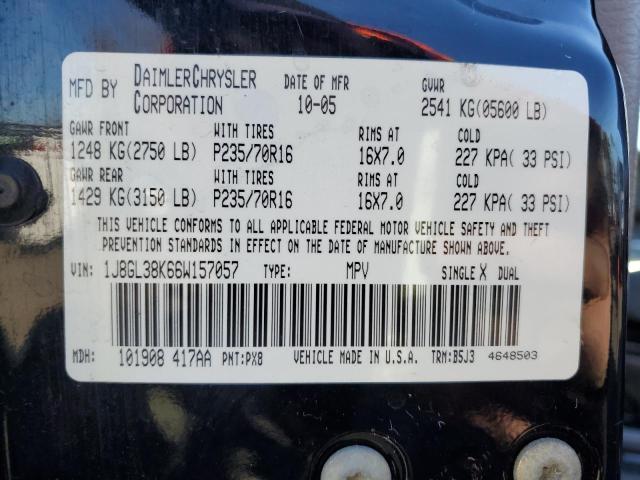 MFD BY DAIMLERCHRYSLER CORPORATION DATE OF MFR 10-05 GVWR 2541 KG(05600 LB)
GAWR FRONT WITH TIRES RIMS AT COLD
1248 KG(2750 LB) P235/70R16 16X7.0 227 KPA( 33 PSI)
GAWR REAR WITH TIRES RIMS AT COLD
1429 KG(3150 LB) P235/70R16 16X7.0 227 KPA( 33 PSI)
THIS VEHICLE CONFORMS TO ALL APPLICABLE FEDERAL MOTOR VEHICLE SAFETY AND THEFT
PREVENTION STANDARDS IN EFFECT ON THE DATE OF MANUFACTURE SHOWN ABOVE.
VIN: 1J8GL38K66W157057 TYPE: MPV SINGLE X DUAL
MDH: 101908 417AA PNT:PX8 VEHICLE MADE IN U.S.A. TRM:B5J3 4648503